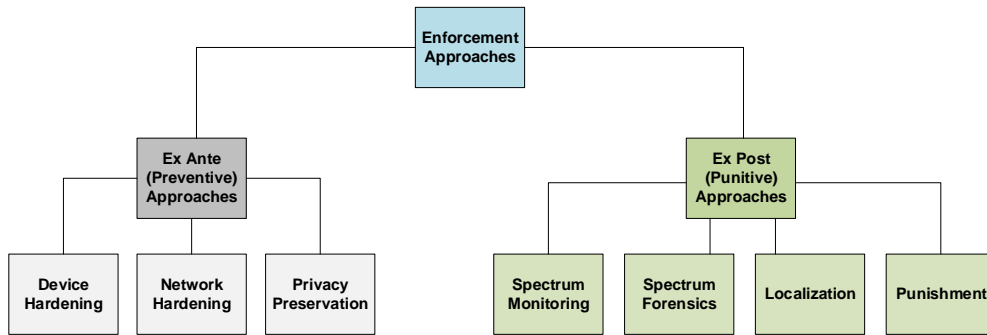 Enforcement
Approaches
Ex Ante
(Preventive)
Approaches
Ex Post
(Punitive)
Approaches
Device
Hardening
Network
Hardening
Privacy
Preservation
Spectrum
Monitoring
Spectrum
Forensics
Localization
Punishment